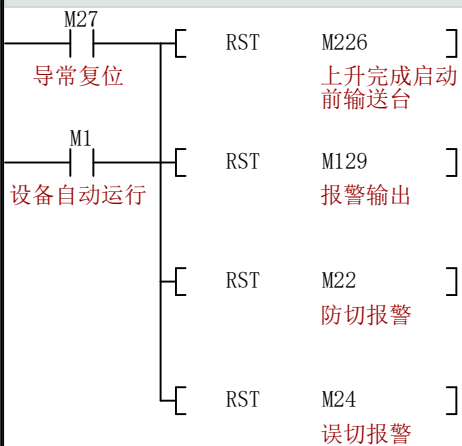 M27
RST M226
导常复位
上升完成启动
前输送台
M1
RST M129
设备自动运行
报警输出
RST M22
防切报警
RST M24
误切报警